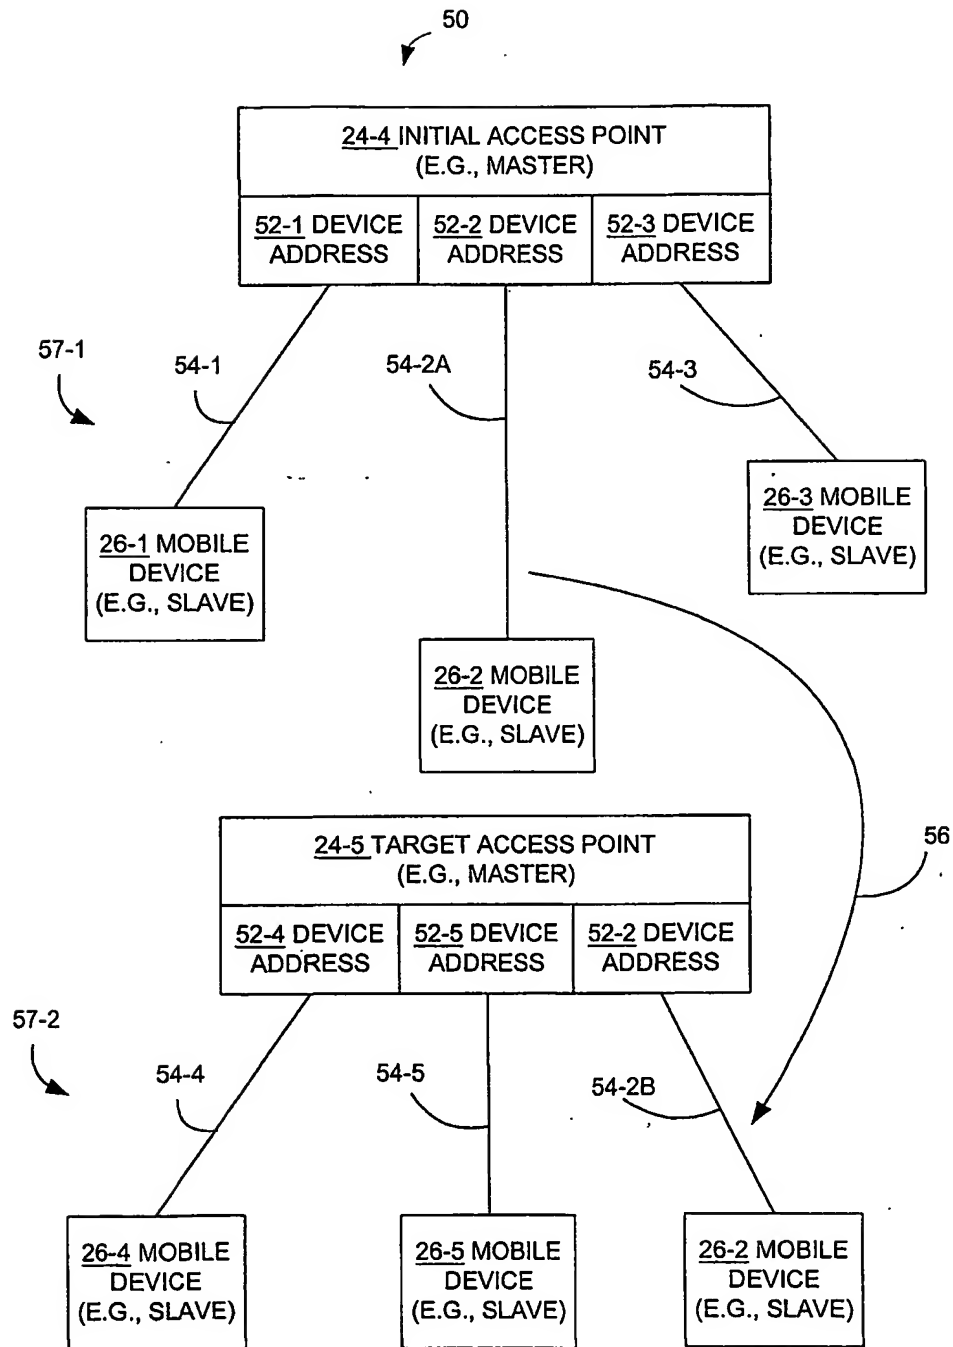 50
24-4 INITIAL ACCESS POINT
(E.G., MASTER)
52-1 DEVICE
ADDRESS
52-2 DEVICE
ADDRESS
52-3 DEVICE
ADDRESS
57-1
54-1
54-2A
54-3
26-1 MOBILE
DEVICE
(E.G., SLAVE)
26-3 MOBILE
DEVICE
(E.G., SLAVE)
26-2 MOBILE
DEVICE
(E.G., SLAVE)
56
24-5 TARGET ACCESS POINT
(E.G., MASTER)
52-4 DEVICE
ADDRESS
52-5 DEVICE
ADDRESS
52-2 DEVICE
ADDRESS
57-2
54-4
54-5
54-2B
26-4 MOBILE
DEVICE
(E.G., SLAVE)
26-5 MOBILE
DEVICE
(E.G., SLAVE)
26-2 MOBILE
DEVICE
(E.G., SLAVE)